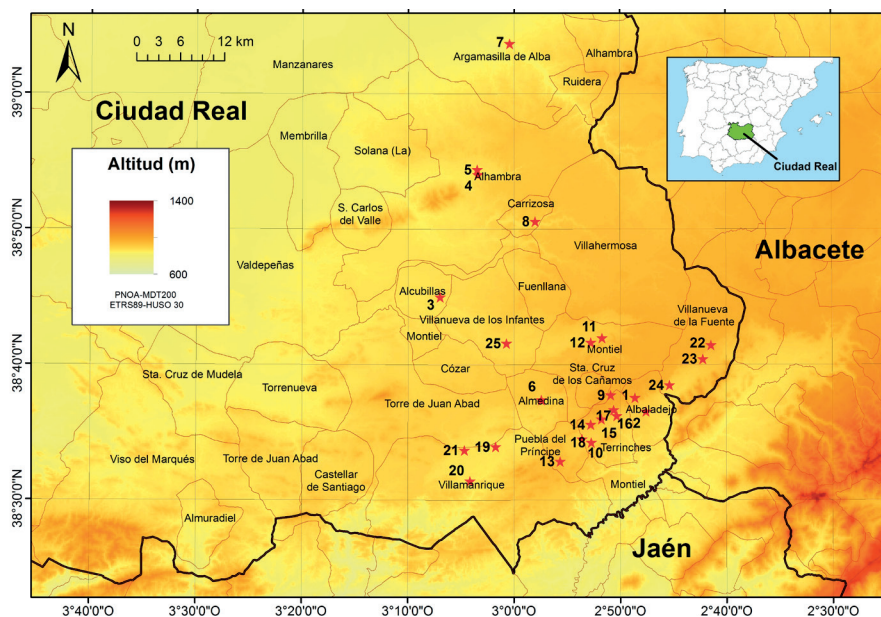 N
0 3 6 12 km
7
Argamasilla de Alba
Alhambra
Manzanares
Ruidera
39°0'0"N
Ciudad Real
Membrilla
Solana (La)
Ciudad Real
Altitud (m)
1400
600
PNOA-MDT200
ETRS89-HUSO 30
5
Alhambra
4
S. Carlos
del Valle
Carrizosa
8
38°50'0"N
Villahermosa
Albacete
Valdepeñas
Alcubillas
3
Fuenllana
Villanueva de los Infantes
Villanueva
de la Fuente
Montiel
11
12
Montiel
25
22
23
38°40'0"N
Sta. Cruz de Mudela
Cózar
Sta. Cruz
de los Cañamos
Torrenueva
6
Almedina
24
9
1
Torre de Juan Abad
Albaladejo
17
16
2
14
15
Puebla del
Príncipe
18
10
Terrinches
21
19
13
Viso del Marqués
Torre de Juan Abad
Castellar
de Santiago
20
Villamanrique
Montiel
38°30'0"N
Almuradiel
Jaén
3°40'0"O
3°30'0"O
3°20'0"O
3°10'0"O
3°0'0"O
2°50'0"O
2°40'0"O
2°30'0"O